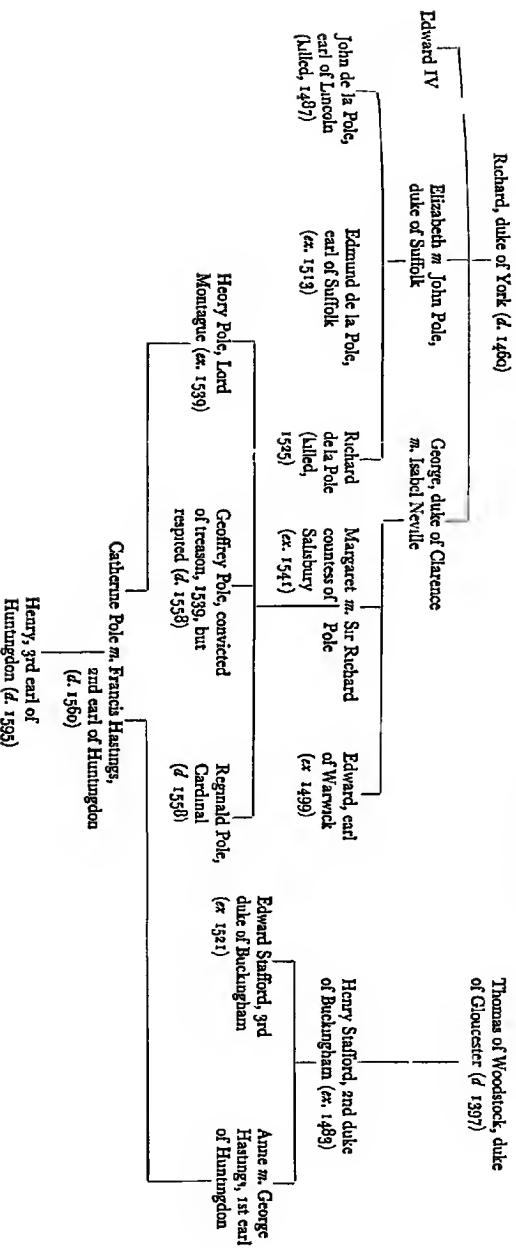 Richard, duke of York (d. 1460)
Thomas of Woodstock, duke
of Gloucester (d 1397)
Edward IV
Elizabeth m John Pole,
duke of Suffolk
George, duke of Clarence
m. Isabel Neville
Henry Stafford, 2nd duke
of Buckingham (ex. 1483)
John de la Pole,
earl of Lincoln
(killed, 1487)
Edmund de la Pole,
earl of Suffolk
(ex. 1513)
Richard
de la Pole
(killed,
1525)
Margaret m. Sir Richard
countess of Pole
Salisbury
(ex. 1541)
Edward, earl
of Warwick
(ex 1499)
Edward Stafford, 3rd
duke of Buckingham
(ex 1521)
Anne m. George
Hastings, 1st earl
of Huntingdon
Heory Pole, Lord
Montague (ex. 1539)
Geoffrey Pole, convicted
of treason, 1539, but
respited (d. 1558)
Reginald Pole,
Cardinal
(d 1558)
Catherine Pole m. Francis Hastings,
2nd earl of Huntingdon
(d. 1560)
Henry, 3rd earl of
Huntingdon (d. 1595)